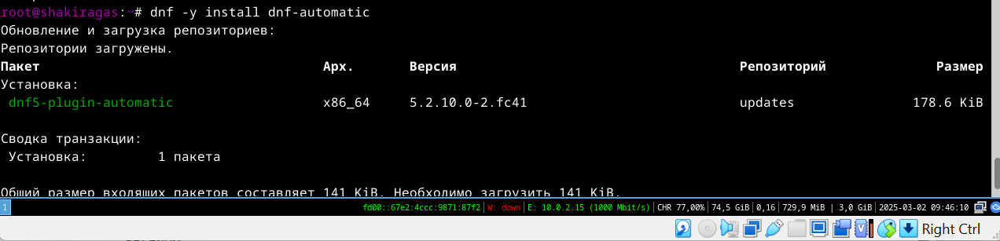 root@shakiragas:~# dnf -y install dnf-automatic
Обновление и загрузка репозиториев:
Репозитории загружены.
Пакет Арх. Версия Репозиторий Размер
Установка:
dnf5-plugin-automatic x86_64 5.2.10.0-2.fc41 updates 178.6 KiB
Сводка транзакции:
Установка: 1 пакета
Общий размер входящих пакетов составляет 141 KiB. Необходимо загрузить 141 KiB.
1 fd00::67e2:4ccc:9871:87f2 | W: down | E: 10.0.2.15 (1000 Mbit/s) | CHR 77,00% | 74,5 GiB | 0,16 | 729,9 MiB | 3,0 GiB | 2025-03-02 09:46:10
Right Ctrl